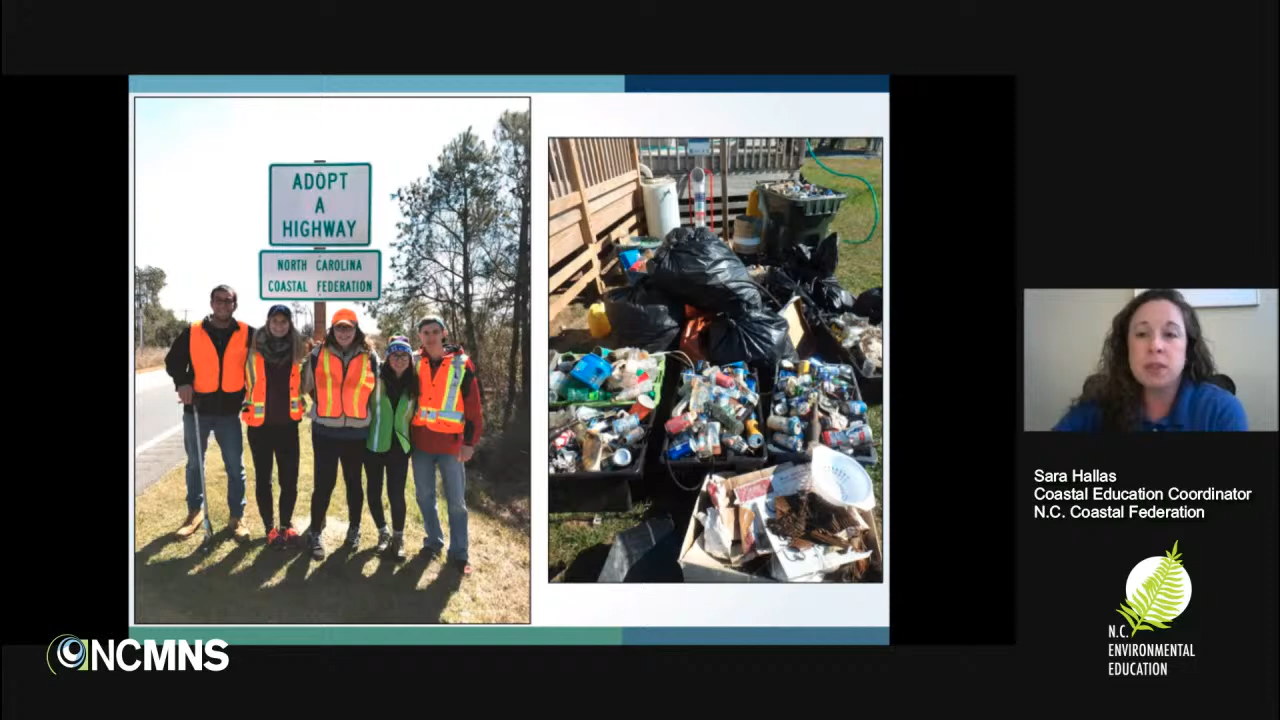 ADOPT
A
HIGHWAY
NORTH CAROLINA
COASTAL FEDERATION
Sara Hallas
Coastal Education Coordinator
N.C. Coastal Federation
NCMNS
N.C.
ENVIRONMENTAL
EDUCATION